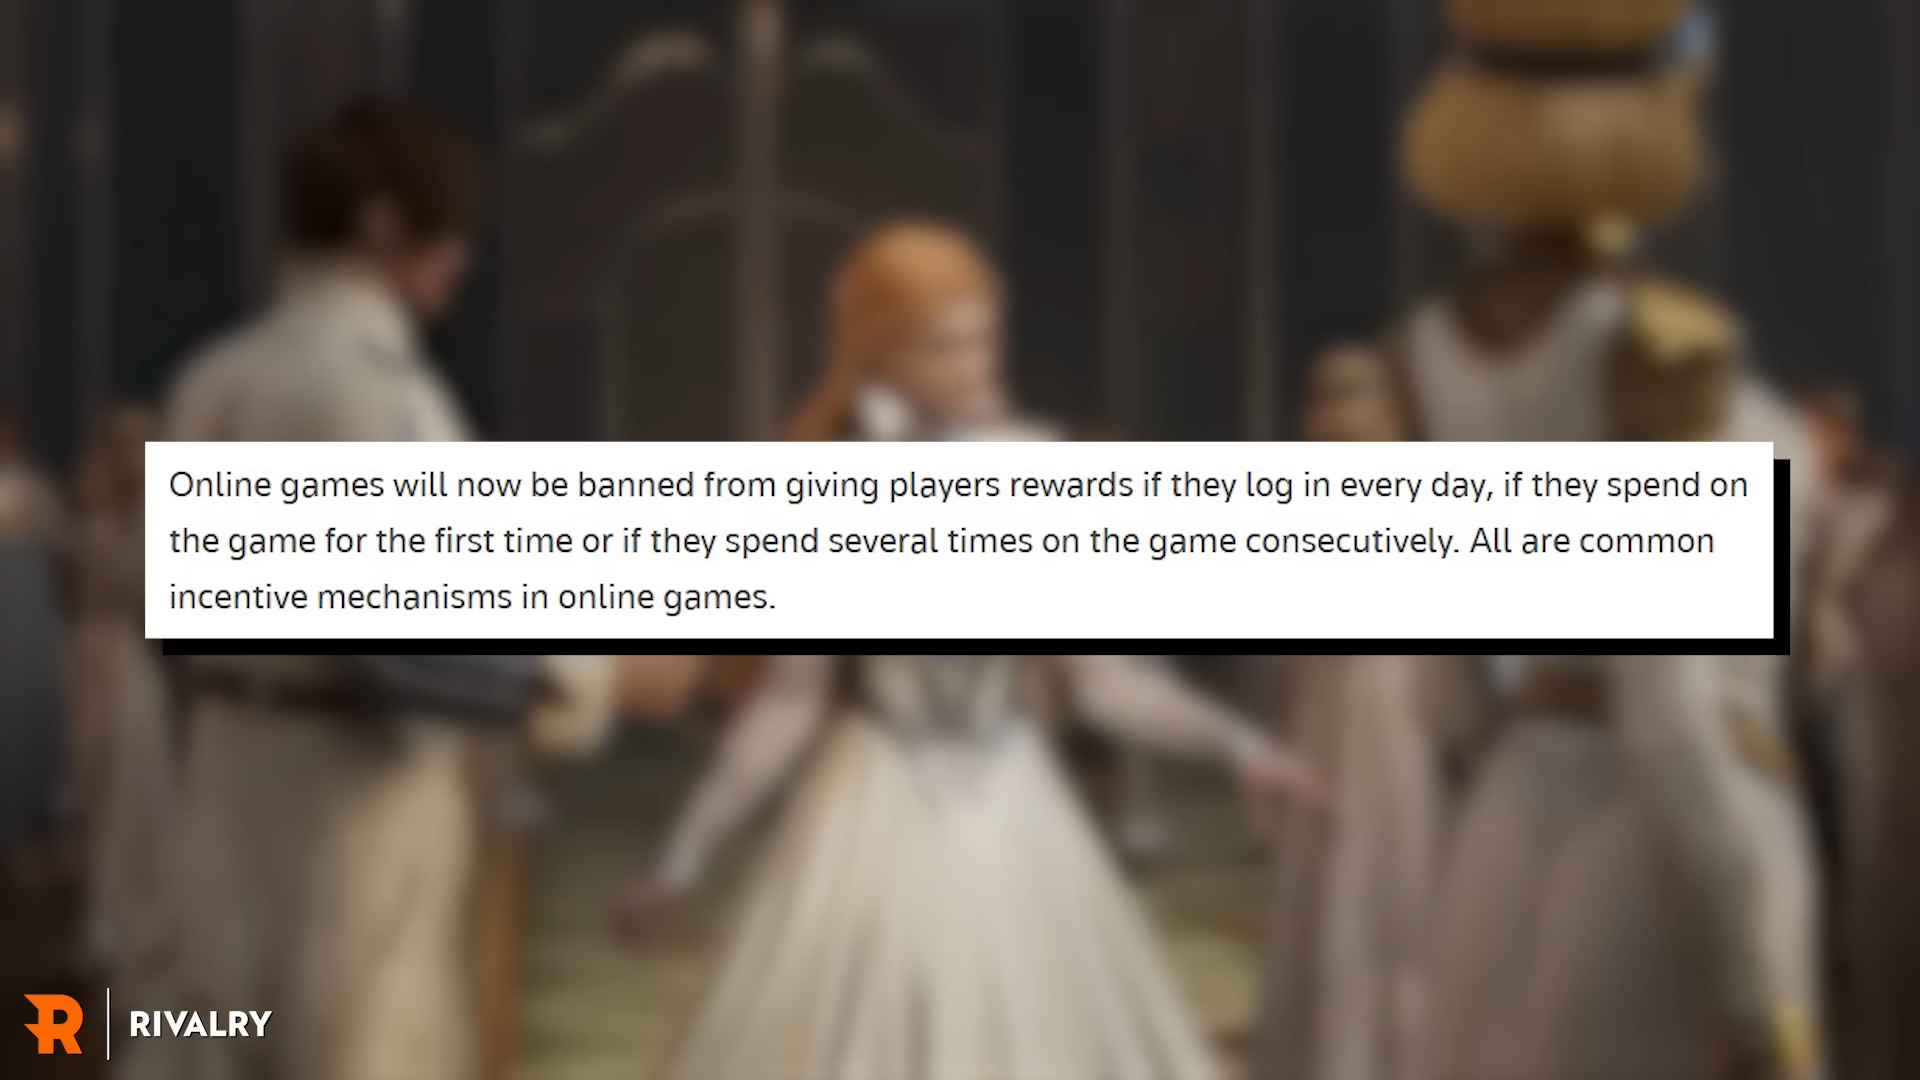 Online games will now be banned from giving players rewards if they log in every day, if they spend on
the game for the first time or if they spend several times on the game consecutively. All are common
incentive mechanisms in online games.
R
RIVALRY